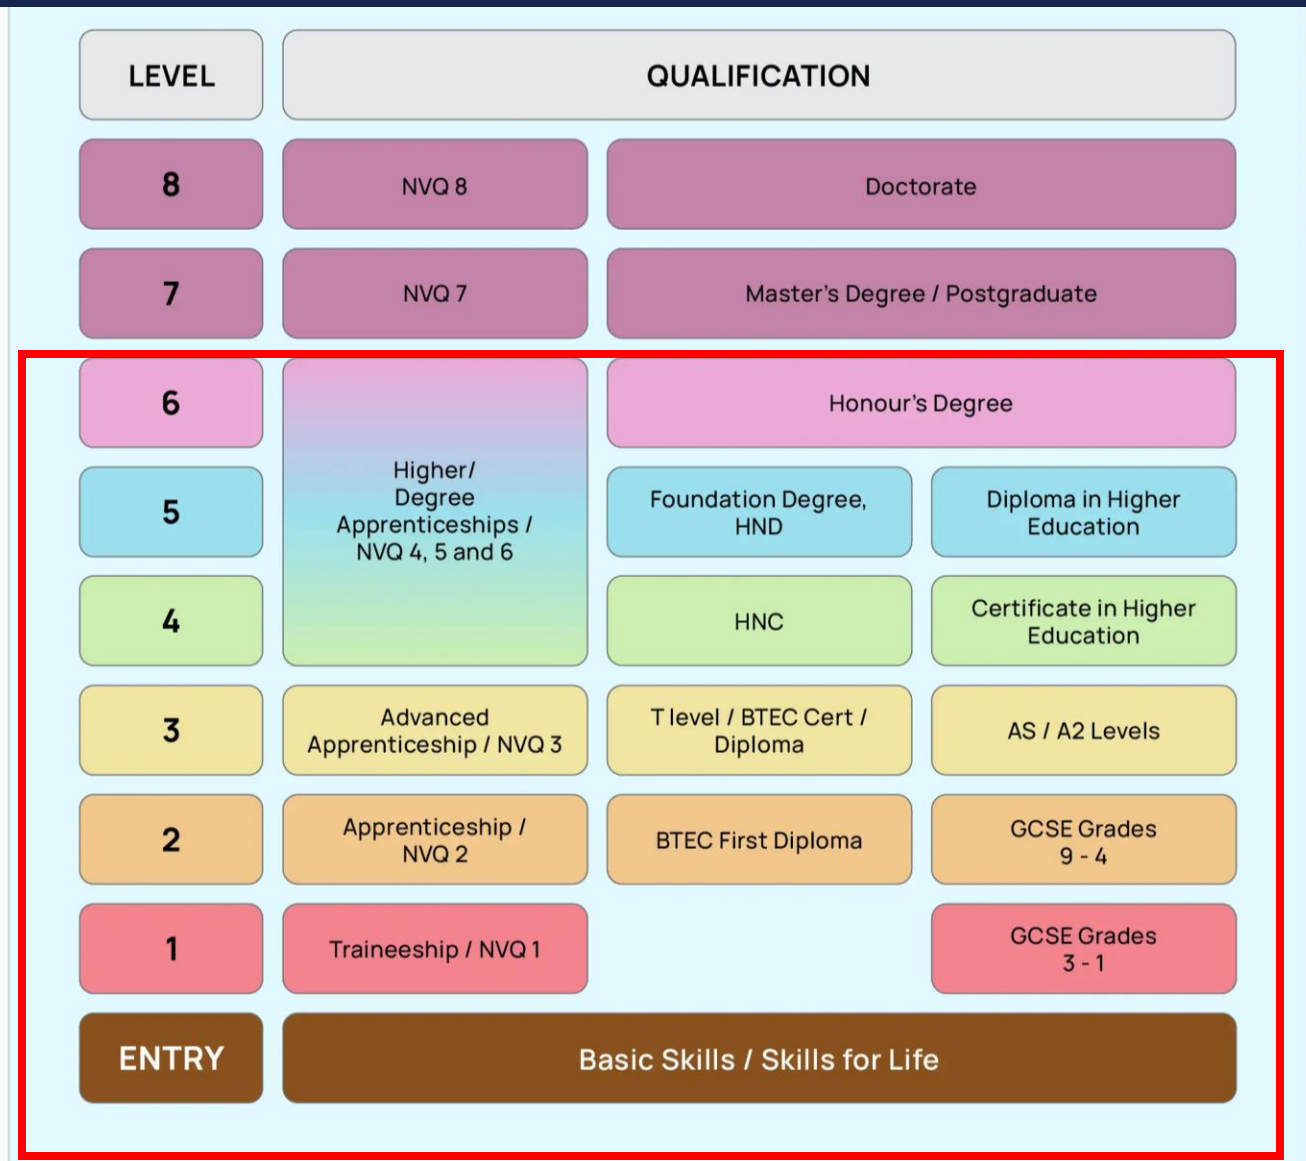 LEVEL
QUALIFICATION
8
NVQ 8
Doctorate
7
NVQ 7
Master's Degree / Postgraduate
6
Honour's Degree
Higher/
Degree
Apprenticeships /
NVQ 4, 5 and 6
5
Foundation Degree,
HND
Diploma in Higher
Education
4
HNC
Certificate in Higher
Education
3
Advanced
Apprenticeship / NVQ 3
T level / BTEC Cert /
Diploma
AS / A2 Levels
2
Apprenticeship /
NVQ 2
BTEC First Diploma
GCSE Grades
9 - 4
1
Traineeship / NVQ 1
GCSE Grades
3 - 1
ENTRY
Basic Skills / Skills for Life